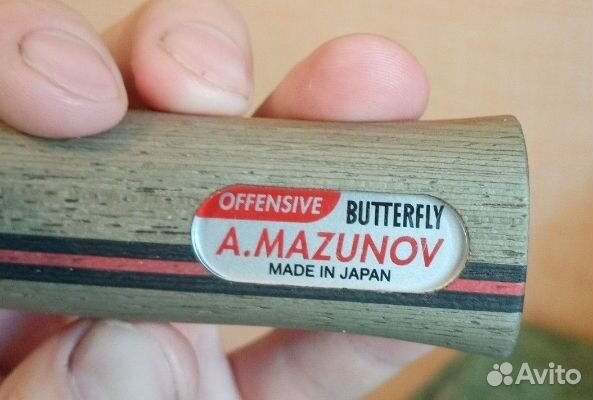 OFFENSIVE BUTTERFLY
A.MAZUNOV
MADE IN JAPAN
Avito